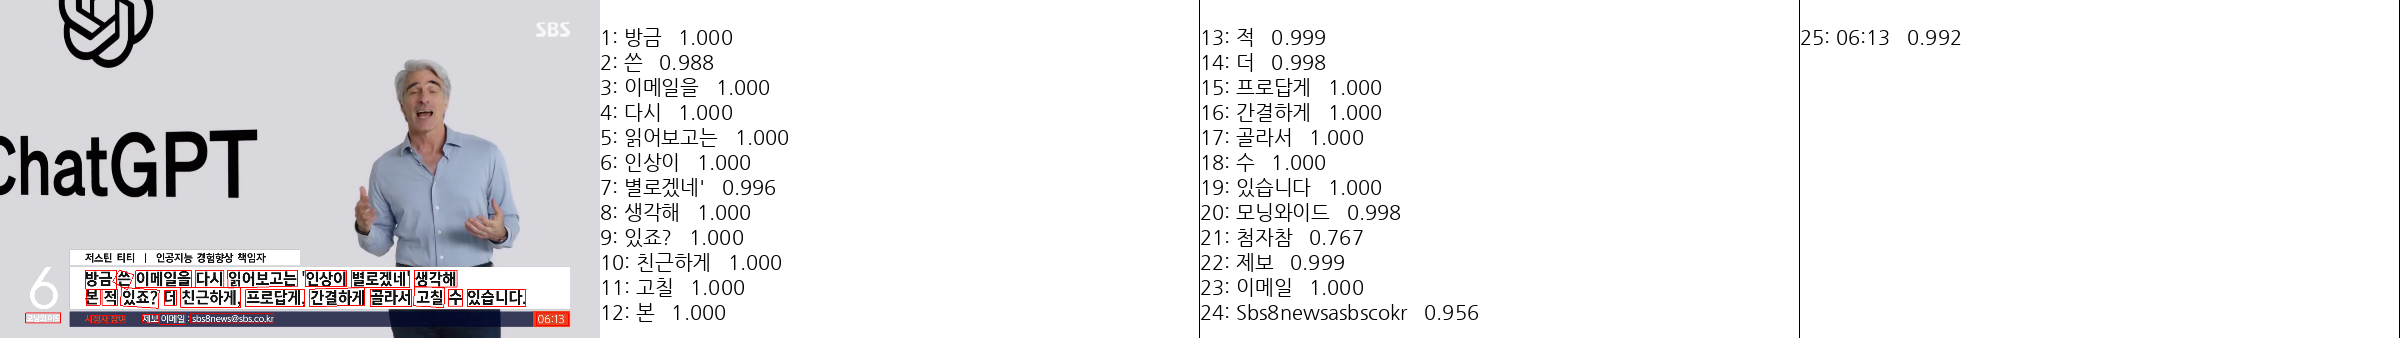 SBS
ChatGPT
저스틴 티티 | 인공지능 경험향상 책임자
방금 쓴 이메일을 다시 읽어보고는 '인상이 별로겠네' 생각해
본 적 있죠? 더 친근하게, 프로답게, 간결하게 골라서 고칠 수 있습니다.
6
모닝와이드
시청자 참여 제보 이메일 : sbs8news@sbs.co.kr 06:13
1: 방금 1.000
2: 쓴 0.988
3: 이메일을 1.000
4: 다시 1.000
5: 읽어보고는 1.000
6: 인상이 1.000
7: 별로겠네' 0.996
8: 생각해 1.000
9: 있죠? 1.000
10: 친근하게 1.000
11: 고칠 1.000
12: 본 1.000
13: 적 0.999
14: 더 0.998
15: 프로답게 1.000
16: 간결하게 1.000
17: 골라서 1.000
18: 수 1.000
19: 있습니다 1.000
20: 모닝와이드 0.998
21: 첨자참 0.767
22: 제보 0.999
23: 이메일 1.000
24: Sbs8newsasbscokr 0.956
25: 06:13 0.992